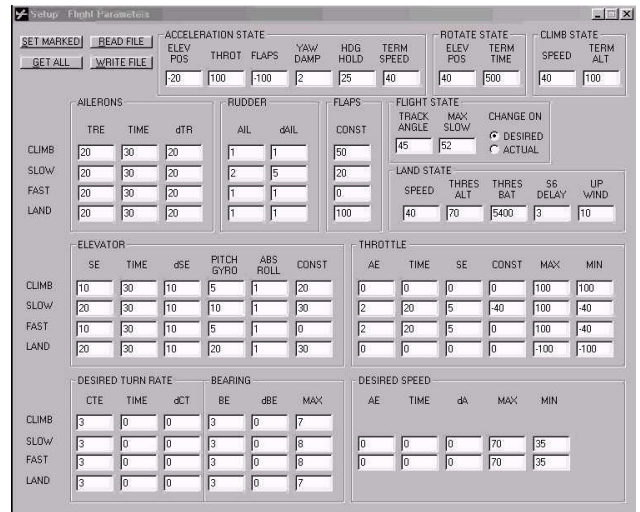 Setup Flight Parameters
SET MARKED READ FILE
GET ALL WRITE FILE
ACCELERATION STATE
ELEV POS THROT FLAPS YAW DAMP HDG HOLD TERM SPEED
-20 100 -100 2 25 40
ROTATE STATE
ELEV POS TERM TIME
40 500
CLIMB STATE
SPEED TERM ALT
40 100
AILERONS
TRE TIME dTR
CLIMB 20 30 20
SLOW 20 30 20
FAST 20 30 20
LAND 20 30 20
RUDDER
AIL dAIL
1 1
2 5
1 1
1 1
FLAPS
CONST
50
20
0
100
FLIGHT STATE
TRACK ANGLE MAX SLOW CHANGE ON
45 52 DESIRED
ACTUAL
LAND STATE
SPEED THRES ALT THRES BAT S6 DELAY UP WIND
40 70 5400 3 10
ELEVATOR
SE TIME dSE PITCH GYRO ABS ROLL CONST
CLIMB 10 30 10 5 1 20
SLOW 20 30 10 10 1 30
FAST 10 30 10 5 1 0
LAND 20 30 10 20 1 30
THROTTLE
AE TIME SE CONST MAX MIN
0 0 0 0 100 100
2 20 5 -40 100 -40
2 20 5 0 100 -40
0 0 0 0 -100 -100
DESIRED TURN RATE
CTE TIME dCT
CLIMB 3 0 0
SLOW 3 0 0
FAST 3 0 0
LAND 3 0 0
BEARING
BE dBE MAX
3 0 7
3 0 8
3 0 8
3 0 7
DESIRED SPEED
AE TIME dA MAX MIN
0 0 0 70 35
0 0 0 70 35